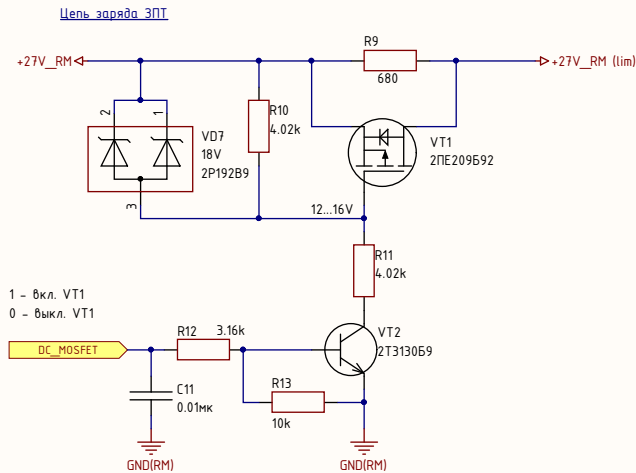 Цепь заряда ЗПТ
R9
+27V_RM
+27V_RM (lim)
680
2
1
R10
4.02k
VD7
18V
2Р192В9
VT1
2ПЕ209Б92
3
12...16V
R11
4.02k
1 - вкл. VT1
0 - выкл. VT1
R12
3.16k
VT2
2Т3130Б9
DC_MOSFET
C11
0.01мк
R13
10k
GND(RM)
GND(RM)